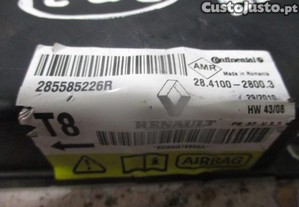 CustoJusto.pt
Continental
285585226R
AMR
Made in Romania
28.4100-2800.3
HW 43/08
T8
RENAULT
AIRBAG